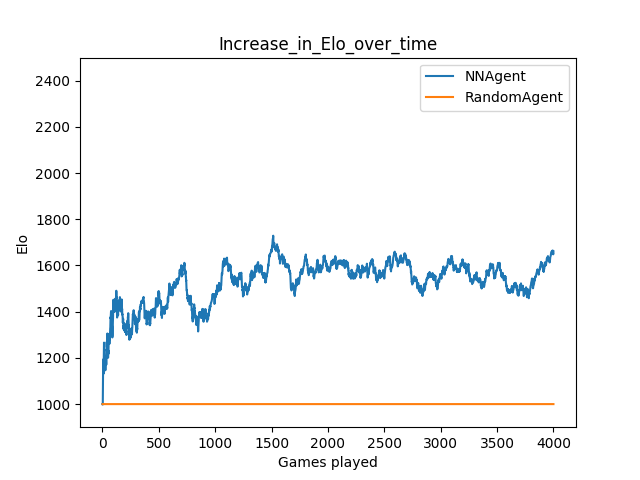 Increase_in_Elo_over_time
NNAgent
RandomAgent
2400
2200
2000
1800
1600
1400
1200
1000
Elo
0 500 1000 1500 2000 2500 3000 3500 4000
Games played